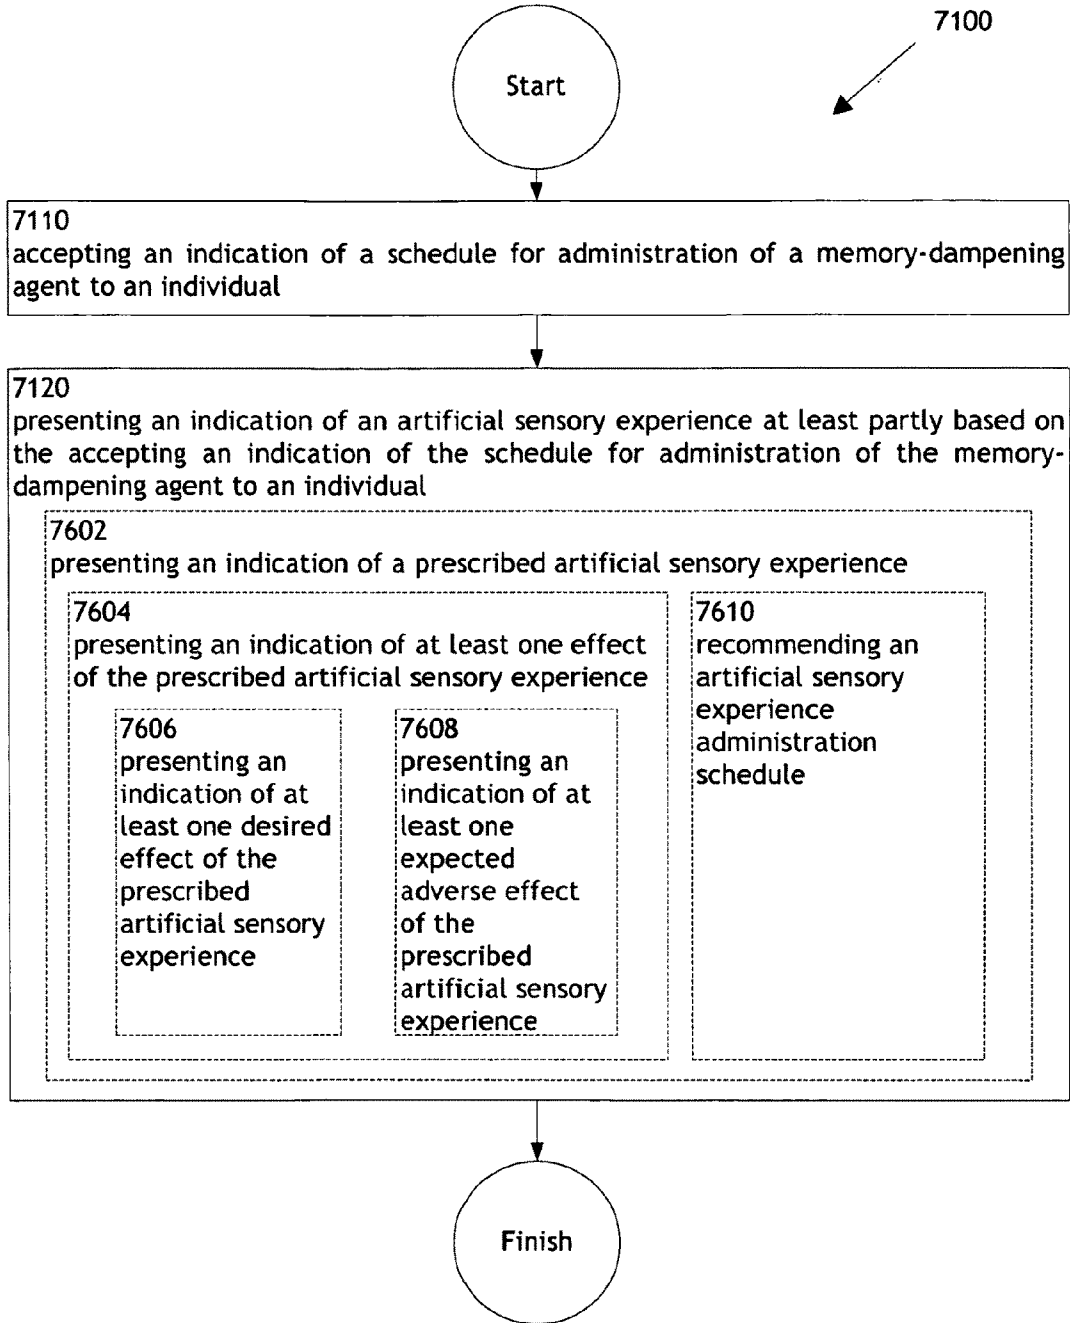 7100
Start
7110
accepting an indication of a schedule for administration of a memory-dampening
agent to an individual
7120
presenting an indication of an artificial sensory experience at least partly based on
the accepting an indication of the schedule for administration of the memory-
dampening agent to an individual
7602
presenting an indication of a prescribed artificial sensory experience
7604
presenting an indication of at least one effect
of the prescribed artificial sensory experience
7606
presenting an
indication of at
least one desired
effect of the
prescribed
artificial sensory
experience
7608
presenting an
indication of at
least one
expected
adverse effect
of the
prescribed
artificial sensory
experience
7610
recommending an
artificial sensory
experience
administration
schedule
Finish